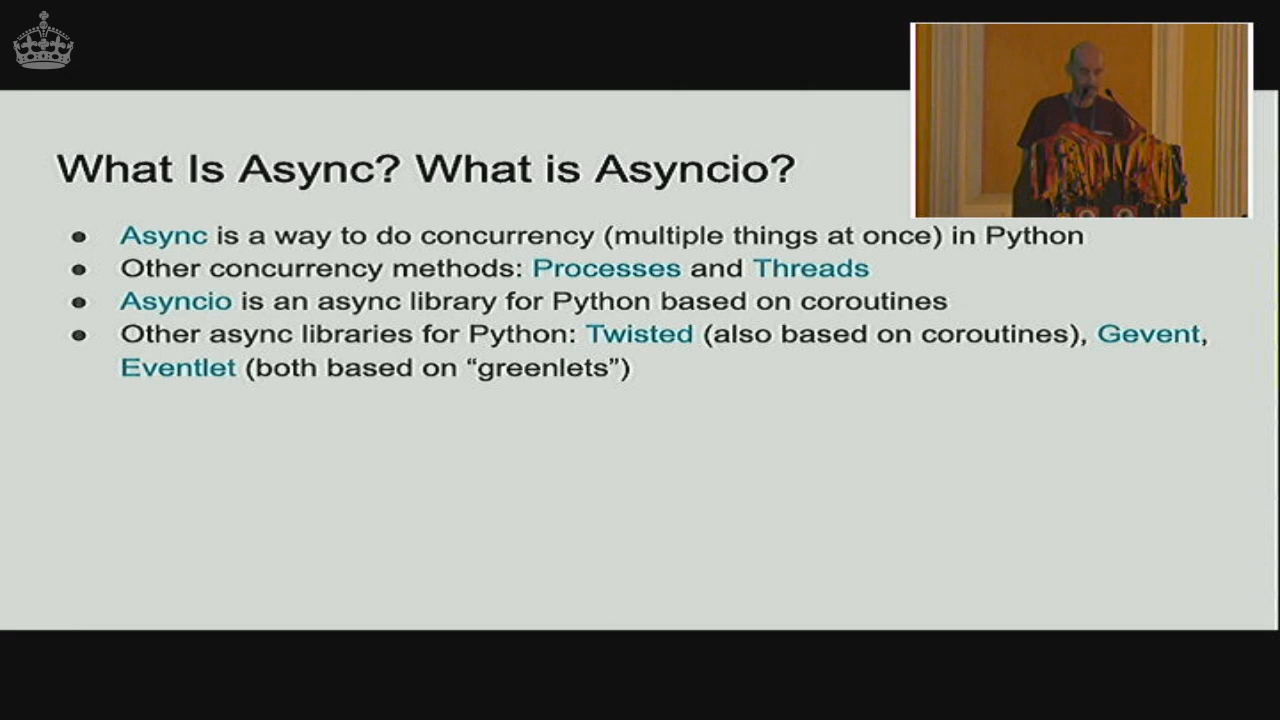 What Is Async? What is Asyncio?
● Async is a way to do concurrency (multiple things at once) in Python
● Other concurrency methods: Processes and Threads
● Asyncio is an async library for Python based on coroutines
● Other async libraries for Python: Twisted (also based on coroutines), Gevent,
Eventlet (both based on “greenlets”)